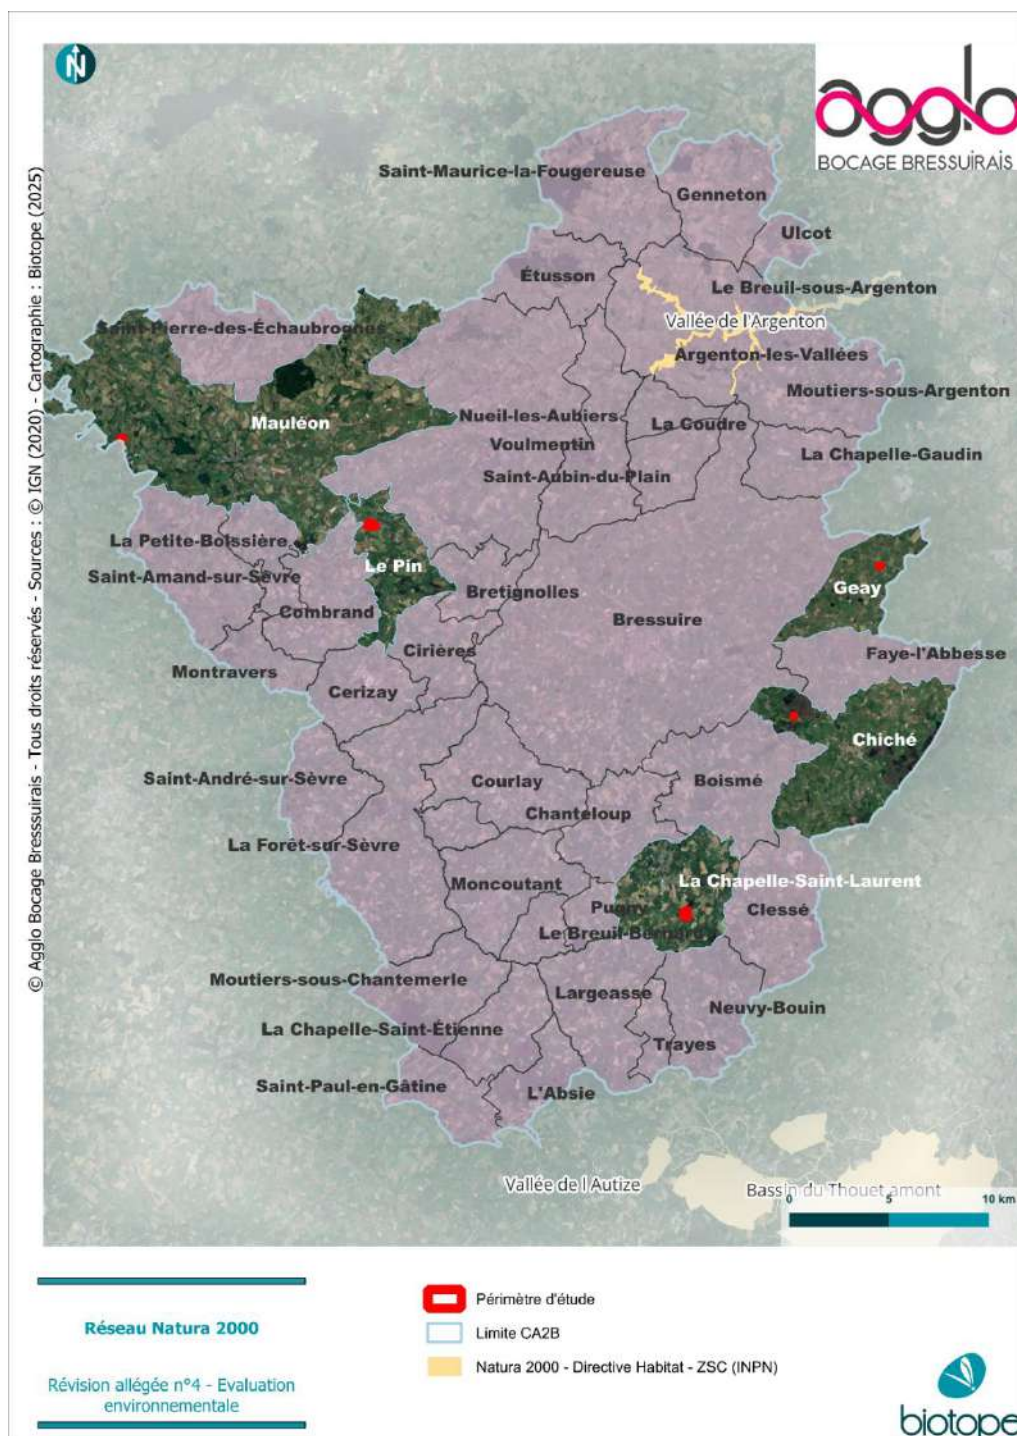 N
agglo
BOCAGE BRESSUIRAIS
© Agglo Bocage Bresssuirais - Tous droits réservés - Sources : © IGN (2020) - Cartographie : Biotope (2025)
Saint-Maurice-la-Fougereuse
Genneton
Ulcot
Étusson
Le Breuil-sous-Argenton
Vallée de l'Argenton
Saint-Pierre-des-Échaubrognes
Argenton-les-Vallées
Moutiers-sous-Argenton
Mauléon
Nueil-les-Aubiers
La Coudre
Voulmentin
La Chapelle-Gaudin
Saint-Aubin-du-Plain
La Petite-Boissière
Le Pin
Saint-Amand-sur-Sèvre
Geay
Bretignolles
Combrand
Bressuire
Cirières
Faye-l'Abbesse
Montravers
Cerizay
Chiché
Saint-André-sur-Sèvre
Courlay
Boismé
Chanteloup
La Forêt-sur-Sèvre
Moncoutant
La Chapelle-Saint-Laurent
Pugny
Clessé
Le Breuil-Bernard
Moutiers-sous-Chantemerle
Largeasse
Neuvy-Bouin
La Chapelle-Saint-Étienne
Trayes
Saint-Paul-en-Gâtine
L'Absie
Vallée de l Autize
Bassin du Thouet amont
0 5 10 km
Périmètre d'étude
Limite CA2B
Natura 2000 - Directive Habitat - ZSC (INPN)
Réseau Natura 2000
Révision allégée n°4 - Evaluation
environnementale
biotope